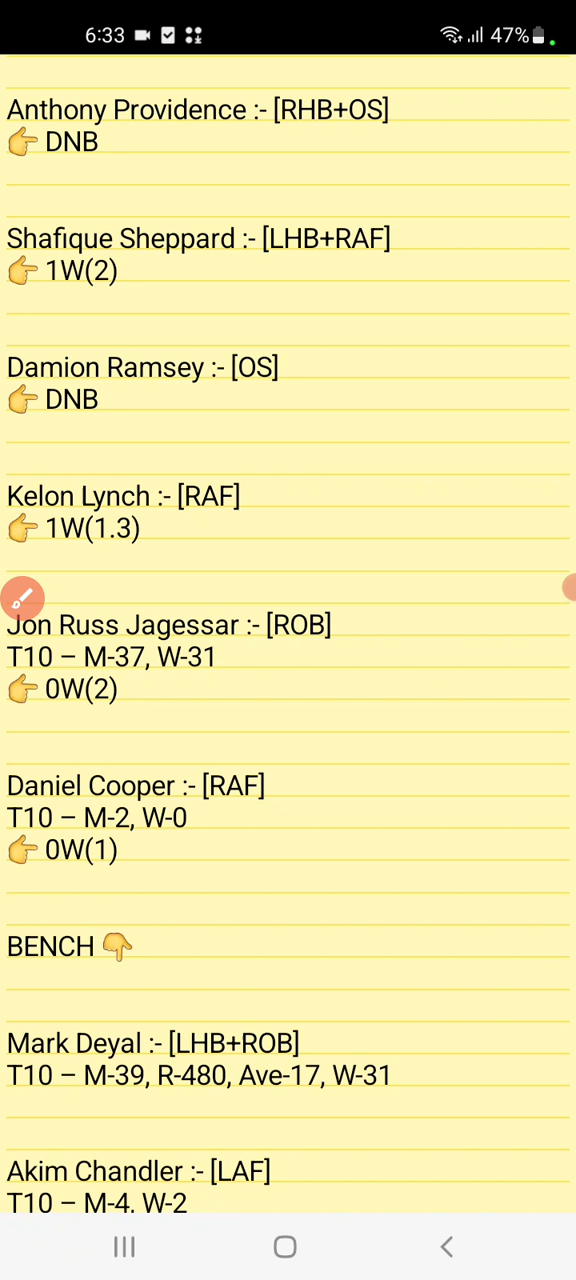 6:33
47%
Anthony Providence :- [RHB+OS]
👉 DNB
Shafique Sheppard :- [LHB+RAF]
👉 1W(2)
Damion Ramsey :- [OS]
👉 DNB
Kelon Lynch :- [RAF]
👉 1W(1.3)
Jon Russ Jagessar :- [ROB]
T10 – M-37, W-31
👉 0W(2)
Daniel Cooper :- [RAF]
T10 – M-2, W-0
👉 0W(1)
BENCH 👇
Mark Deyal :- [LHB+ROB]
T10 – M-39, R-480, Ave-17, W-31
Akim Chandler :- [LAF]
T10 – M-4, W-2